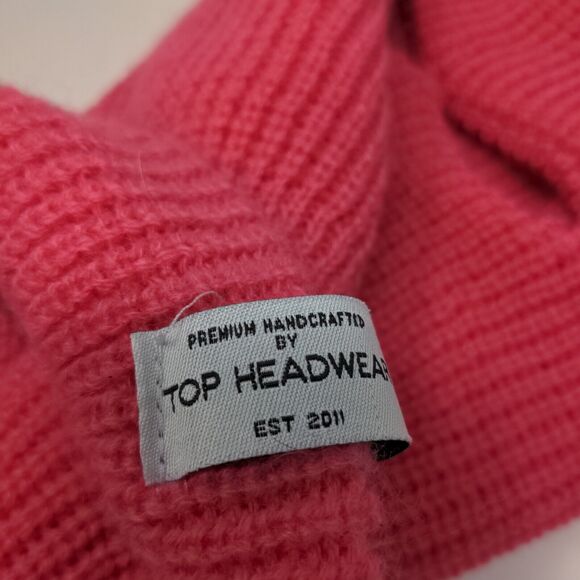 PREMIUM HANDCRAFTED
BY
TOP HEADWEAR
EST 2011